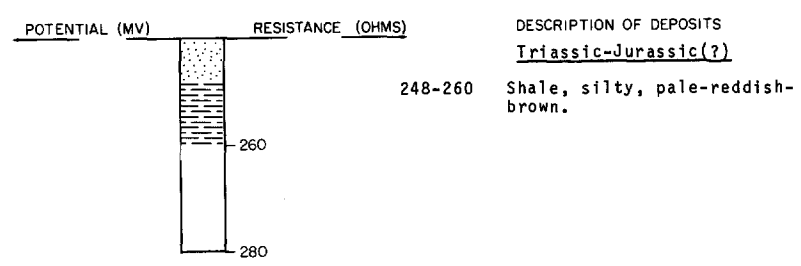 POTENTIAL (MV) RESISTANCE (OHMS) DESCRIPTION OF DEPOSITS
Triassic-Jurassic(?)
248-260 Shale, silty, pale-reddish-
brown.
260
280